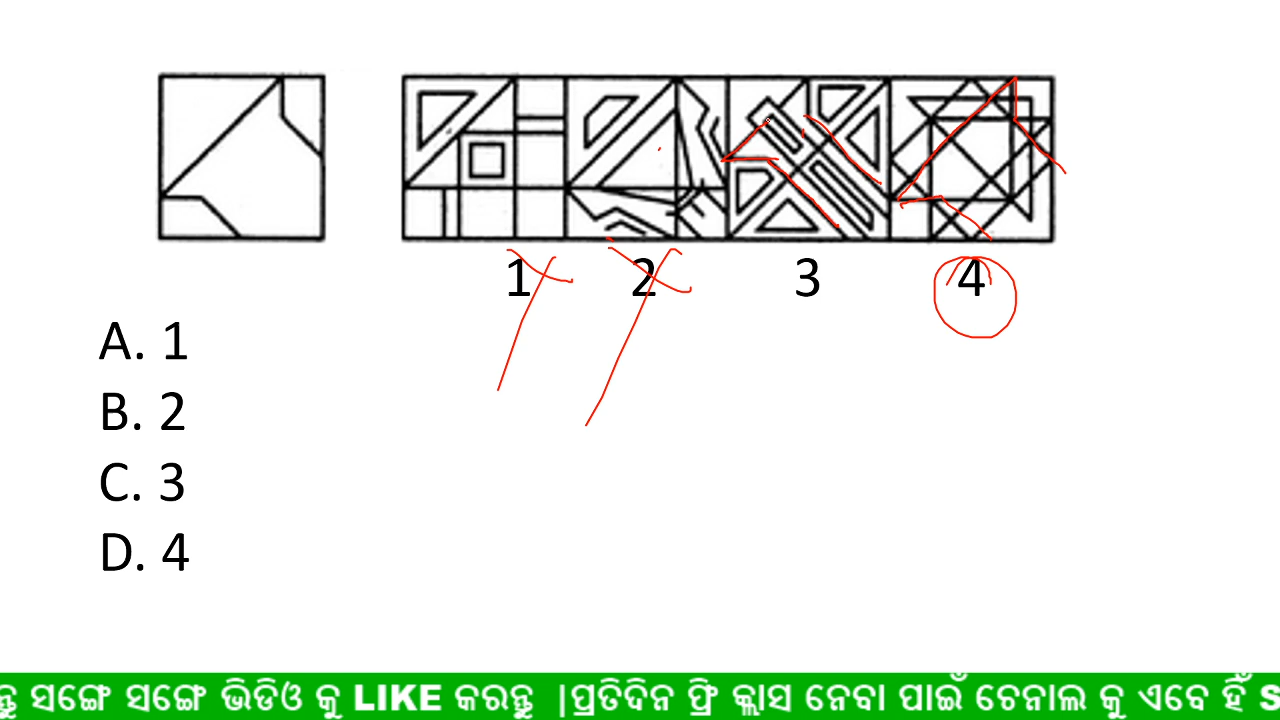 1 2 3 4
A. 1
B. 2
C. 3
D. 4
ସଙ୍ଗେ ସଙ୍ଗେ ଭିଡିଓ କୁ LIKE କରନ୍ତୁ |ପ୍ରତିଦିନ ଫ୍ରି କ୍ଲାସ ନେବା ପାଇଁ ଚେନାଲ କୁ ଏବେ ହିଁ S